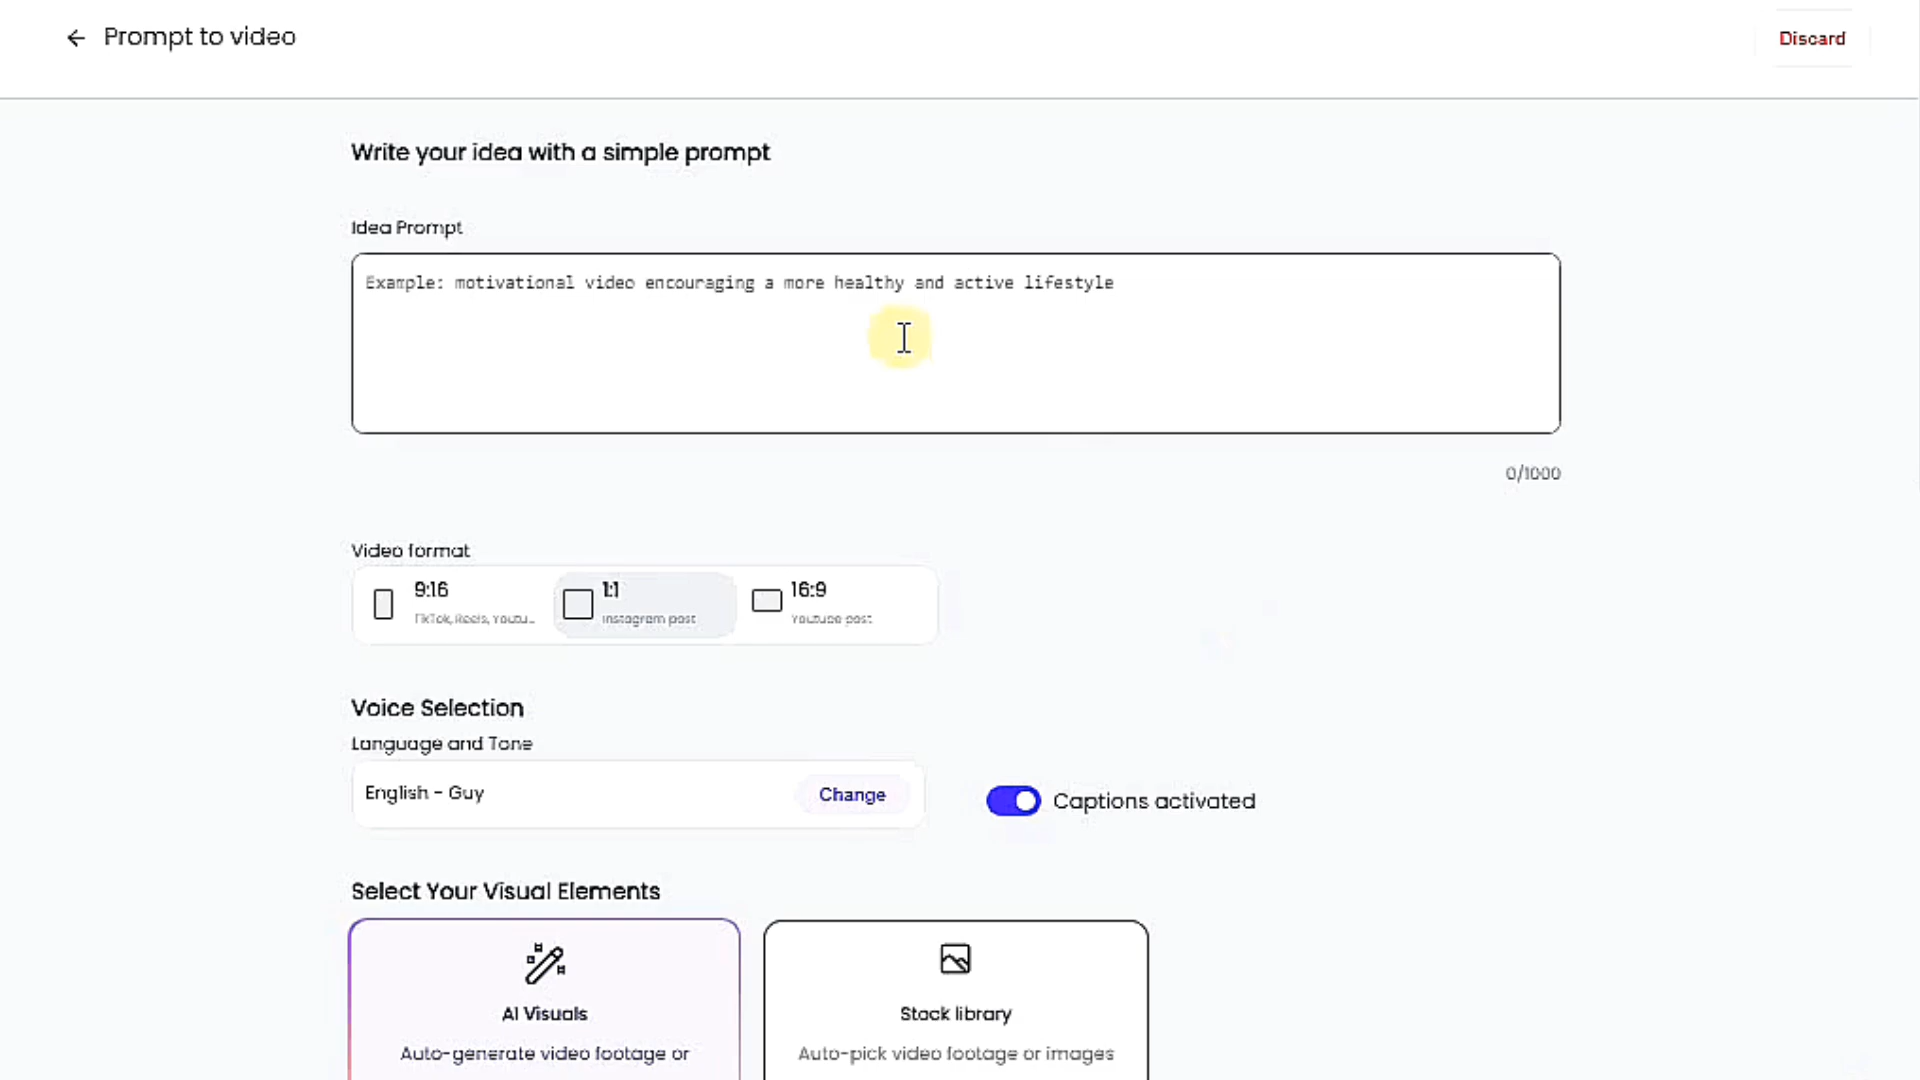 Prompt to video
Discard
Write your idea with a simple prompt
Idea Prompt
Example: motivational video encouraging a more healthy and active lifestyle
0/1000
Video format
9:16
TikTok, Reels, Youtu...
1:1
Instagram post
16:9
Youtube post
Voice Selection
Language and Tone
English - Guy
Change
Captions activated
Select Your Visual Elements
AI Visuals
Auto-generate video footage or
Stock library
Auto-pick video footage or images